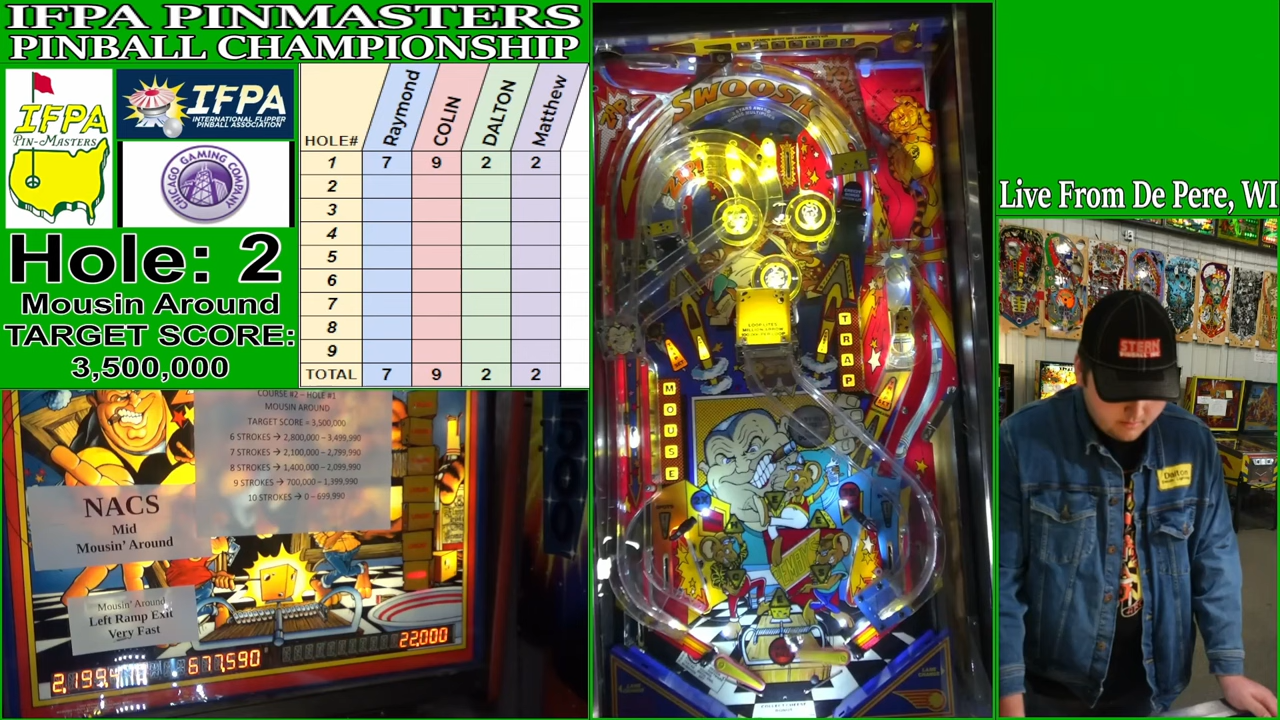 IFPA PINMASTERS
PINBALL CHAMPIONSHIP
IFPA
PIN-MASTERS
IFPA
INTERNATIONAL FLIPPER
PINBALL ASSOCIATION
CHICAGO GAMING COMPANY
Hole: 2
Mousin Around
TARGET SCORE:
3,500,000
HOLE# Raymond COLIN DALTON Matthew
1 7 9 2 2
2
3
4
5
6
7
8
9
TOTAL 7 9 2 2
COURSE #2 – HOLE #1
MOUSIN AROUND
TARGET SCORE = 3,500,000
6 STROKES → 2,800,000 – 3,499,990
7 STROKES → 2,100,000 – 2,799,990
8 STROKES → 1,400,000 – 2,099,990
9 STROKES → 700,000 – 1,399,990
10 STROKES → 0 – 699,990
NACS
Mid
Mousin' Around
Mousin' Around
Left Ramp Exit
Very Fast
677,590
22,000
SWOOSH
ZAP
TRAP
MOUSE
Live From De Pere, WI
STERN